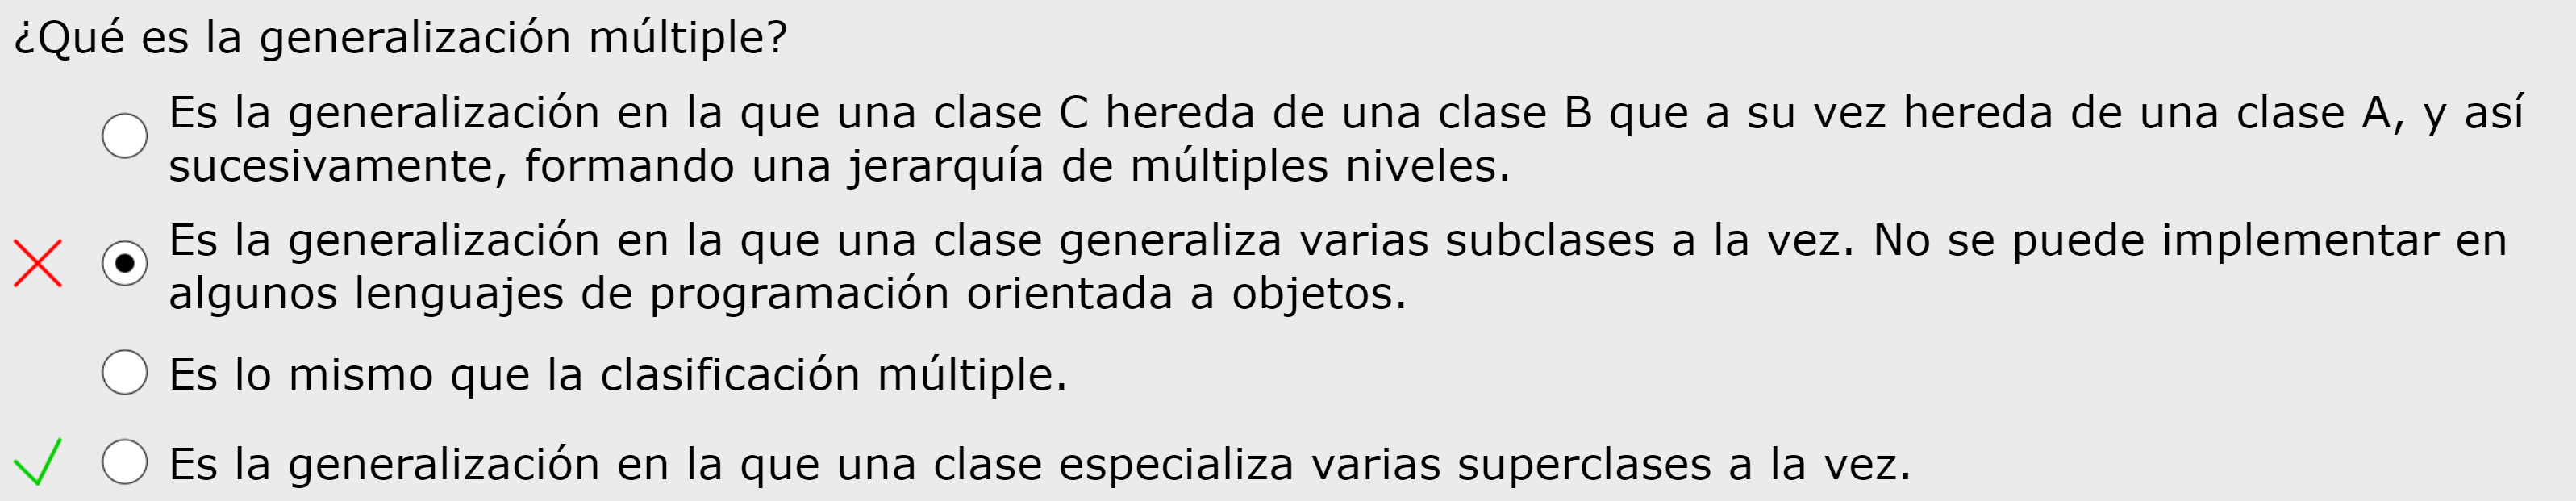 ¿Qué es la generalización múltiple?
Es la generalización en la que una clase C hereda de una clase B que a su vez hereda de una clase A, y así
sucesivamente, formando una jerarquía de múltiples niveles.
Es la generalización en la que una clase generaliza varias subclases a la vez. No se puede implementar en
algunos lenguajes de programación orientada a objetos.
Es lo mismo que la clasificación múltiple.
Es la generalización en la que una clase especializa varias superclases a la vez.